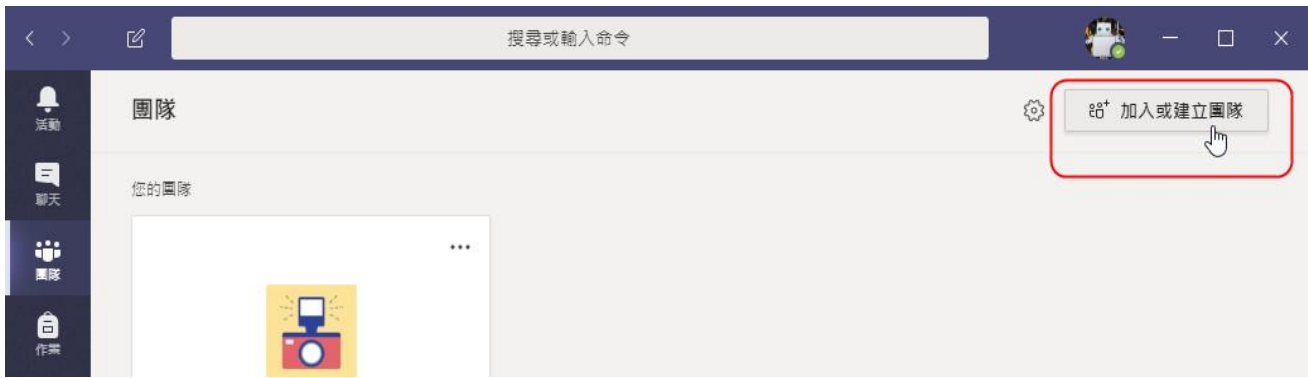 搜尋或輸入命令
活動
團隊
加入或建立團隊
聊天
您的團隊
團隊
作業